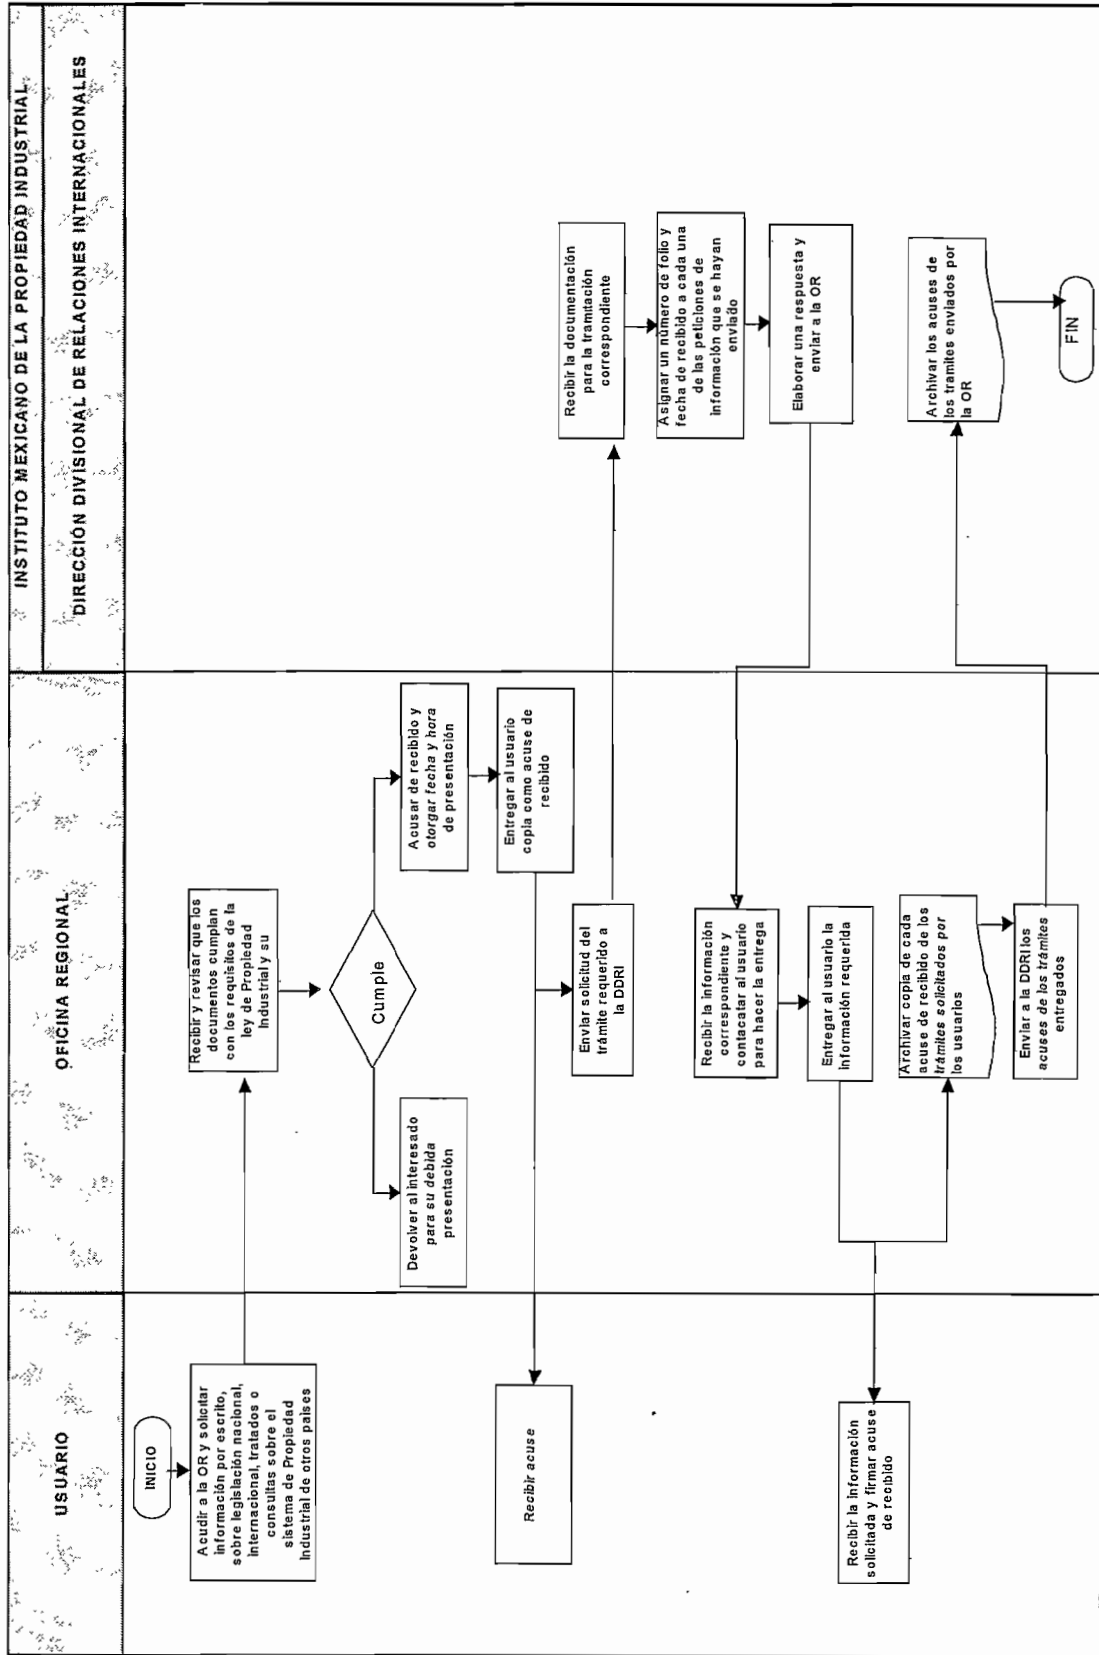 INSTITUTO MEXICANO DE LA PROPIEDAD INDUSTRIAL
USUARIO
OFICINA REGIONAL
DIRECCIÓN DIVISIONAL DE RELACIONES INTERNACIONALES
INICIO
Acudir a la OR y solicitar
información por escrito,
sobre legislación nacional,
internacional, tratados o
consultas sobre el
sistema de Propiedad
Industrial de otros paises
Recibir y revisar que los
documentos cumplan
con los requisitos de la
ley de Propiedad
Industrial y su
Cumple
Devolver al interesado
para su debida
presentación
Acusar de recibido y
otorgar fecha y hora
de presentación
Entregar al usuario
copia como acuse de
recibido
Recibir acuse
Enviar solicitud del
trámite requerido a
la DDRI
Recibir la documentación
para la tramitación
correspondiente
Asignar un número de folio y
fecha de recibido a cada una
de las peticiones de
información que se hayan
enviado
Elaborar una respuesta y
enviar a la OR
Recibir la información
correspondiente y
contacatar al usuario
para hacer la entrega
Entregar al usuario la
información requerida
Recibir la información
solicitada y firmar acuse
de recibido
Archivar copia de cada
acuse de recibido de los
trámites solicitados por
los usuarios
Enviar a la DDRI los
acuses de los trámites
entregados
Archivar los acuses de
los tramites enviados por
la OR
FIN